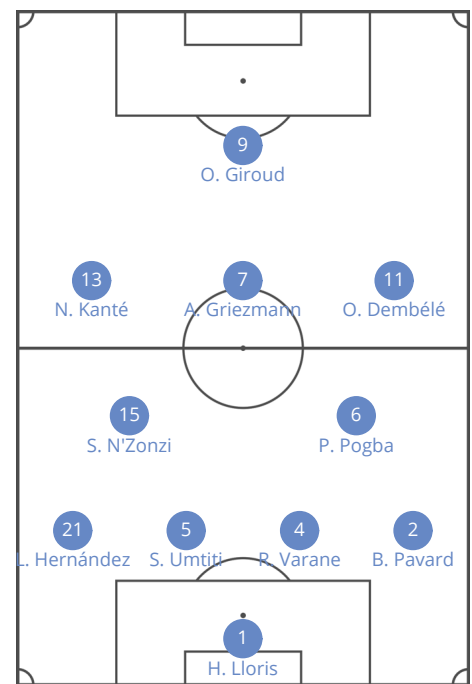 9
O. Giroud
13
N. Kanté
7
A. Griezmann
11
O. Dembélé
15
S. N'Zonzi
6
P. Pogba
21
L. Hernández
5
S. Umtiti
4
R. Varane
2
B. Pavard
1
H. Lloris